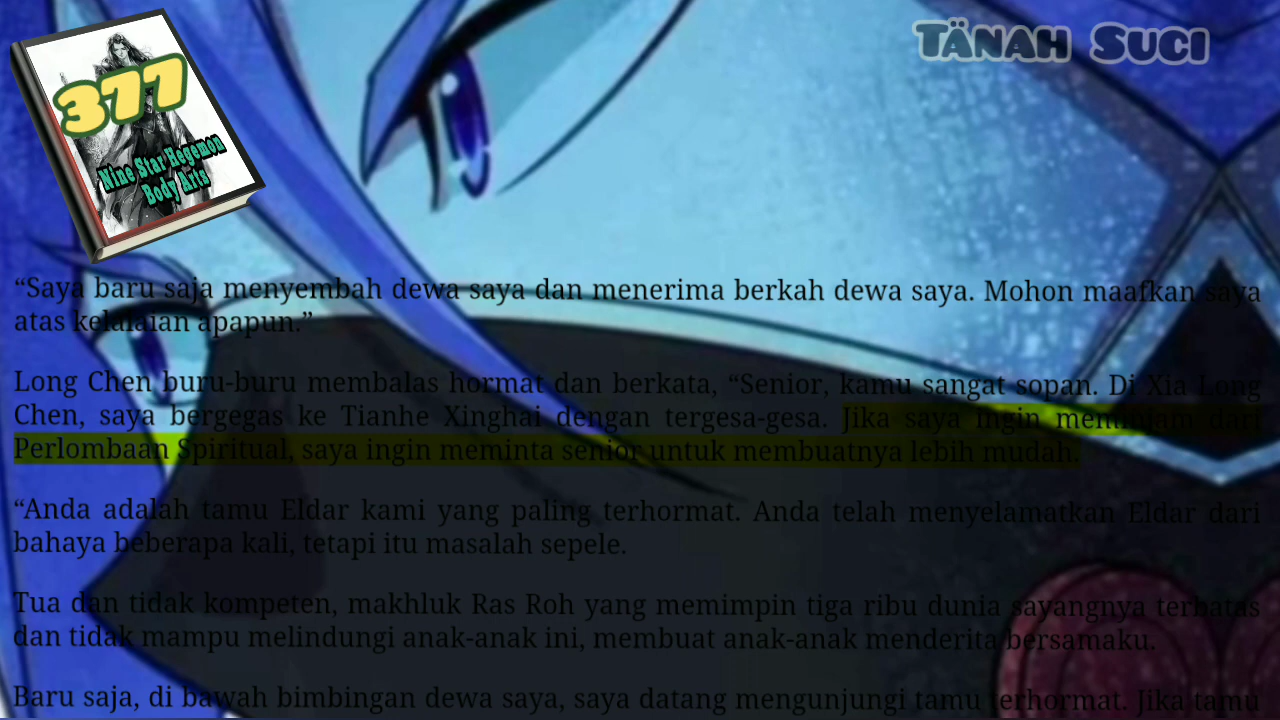 TÄNAH SUCI
377
Nine Star Hegemon
Body Arts
“Saya baru saja menyembah dewa saya dan menerima berkah dewa saya. Mohon maafkan saya
atas kelalaian apapun.”
Long Chen buru-buru membalas hormat dan berkata, “Senior, kamu sangat sopan. Di Xia Long
Chen, saya bergegas ke Tianhe Xinghai dengan tergesa-gesa. Jika saya ingin meminjam dari
Perlombaan Spiritual, saya ingin meminta senior untuk membuatnya lebih mudah.
“Anda adalah tamu Eldar kami yang paling terhormat. Anda telah menyelamatkan Eldar dari
bahaya beberapa kali, tetapi itu masalah sepele.
Tua dan tidak kompeten, makhluk Ras Roh yang memimpin tiga ribu dunia sayangnya terbatas
dan tidak mampu melindungi anak-anak ini, membuat anak-anak menderita bersamaku.
Baru saja, di bawah bimbingan dewa saya, saya datang mengunjungi tamu terhormat. Jika tamu